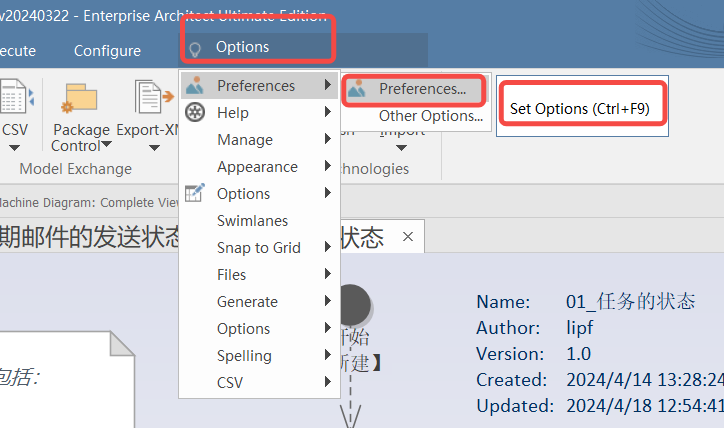 v20240322 - Enterprise Architect Ultimate Edition
ecute
Configure
Options
Preferences
Help
Manage
Appearance
Options
Swimlanes
Snap to Grid
Files
Generate
Options
Spelling
CSV
Preferences...
Other Options...
Set Options (Ctrl+F9)
CSV
Package
Control
Export-XM
Import
Model Exchange
hnologies
Machine Diagram: Complete View
期邮件的发送状态
状态
开始
新建】
包括：
Name: 01_任务的状态
Author: lipf
Version: 1.0
Created: 2024/4/14 13:28:24
Updated: 2024/4/18 12:54:41